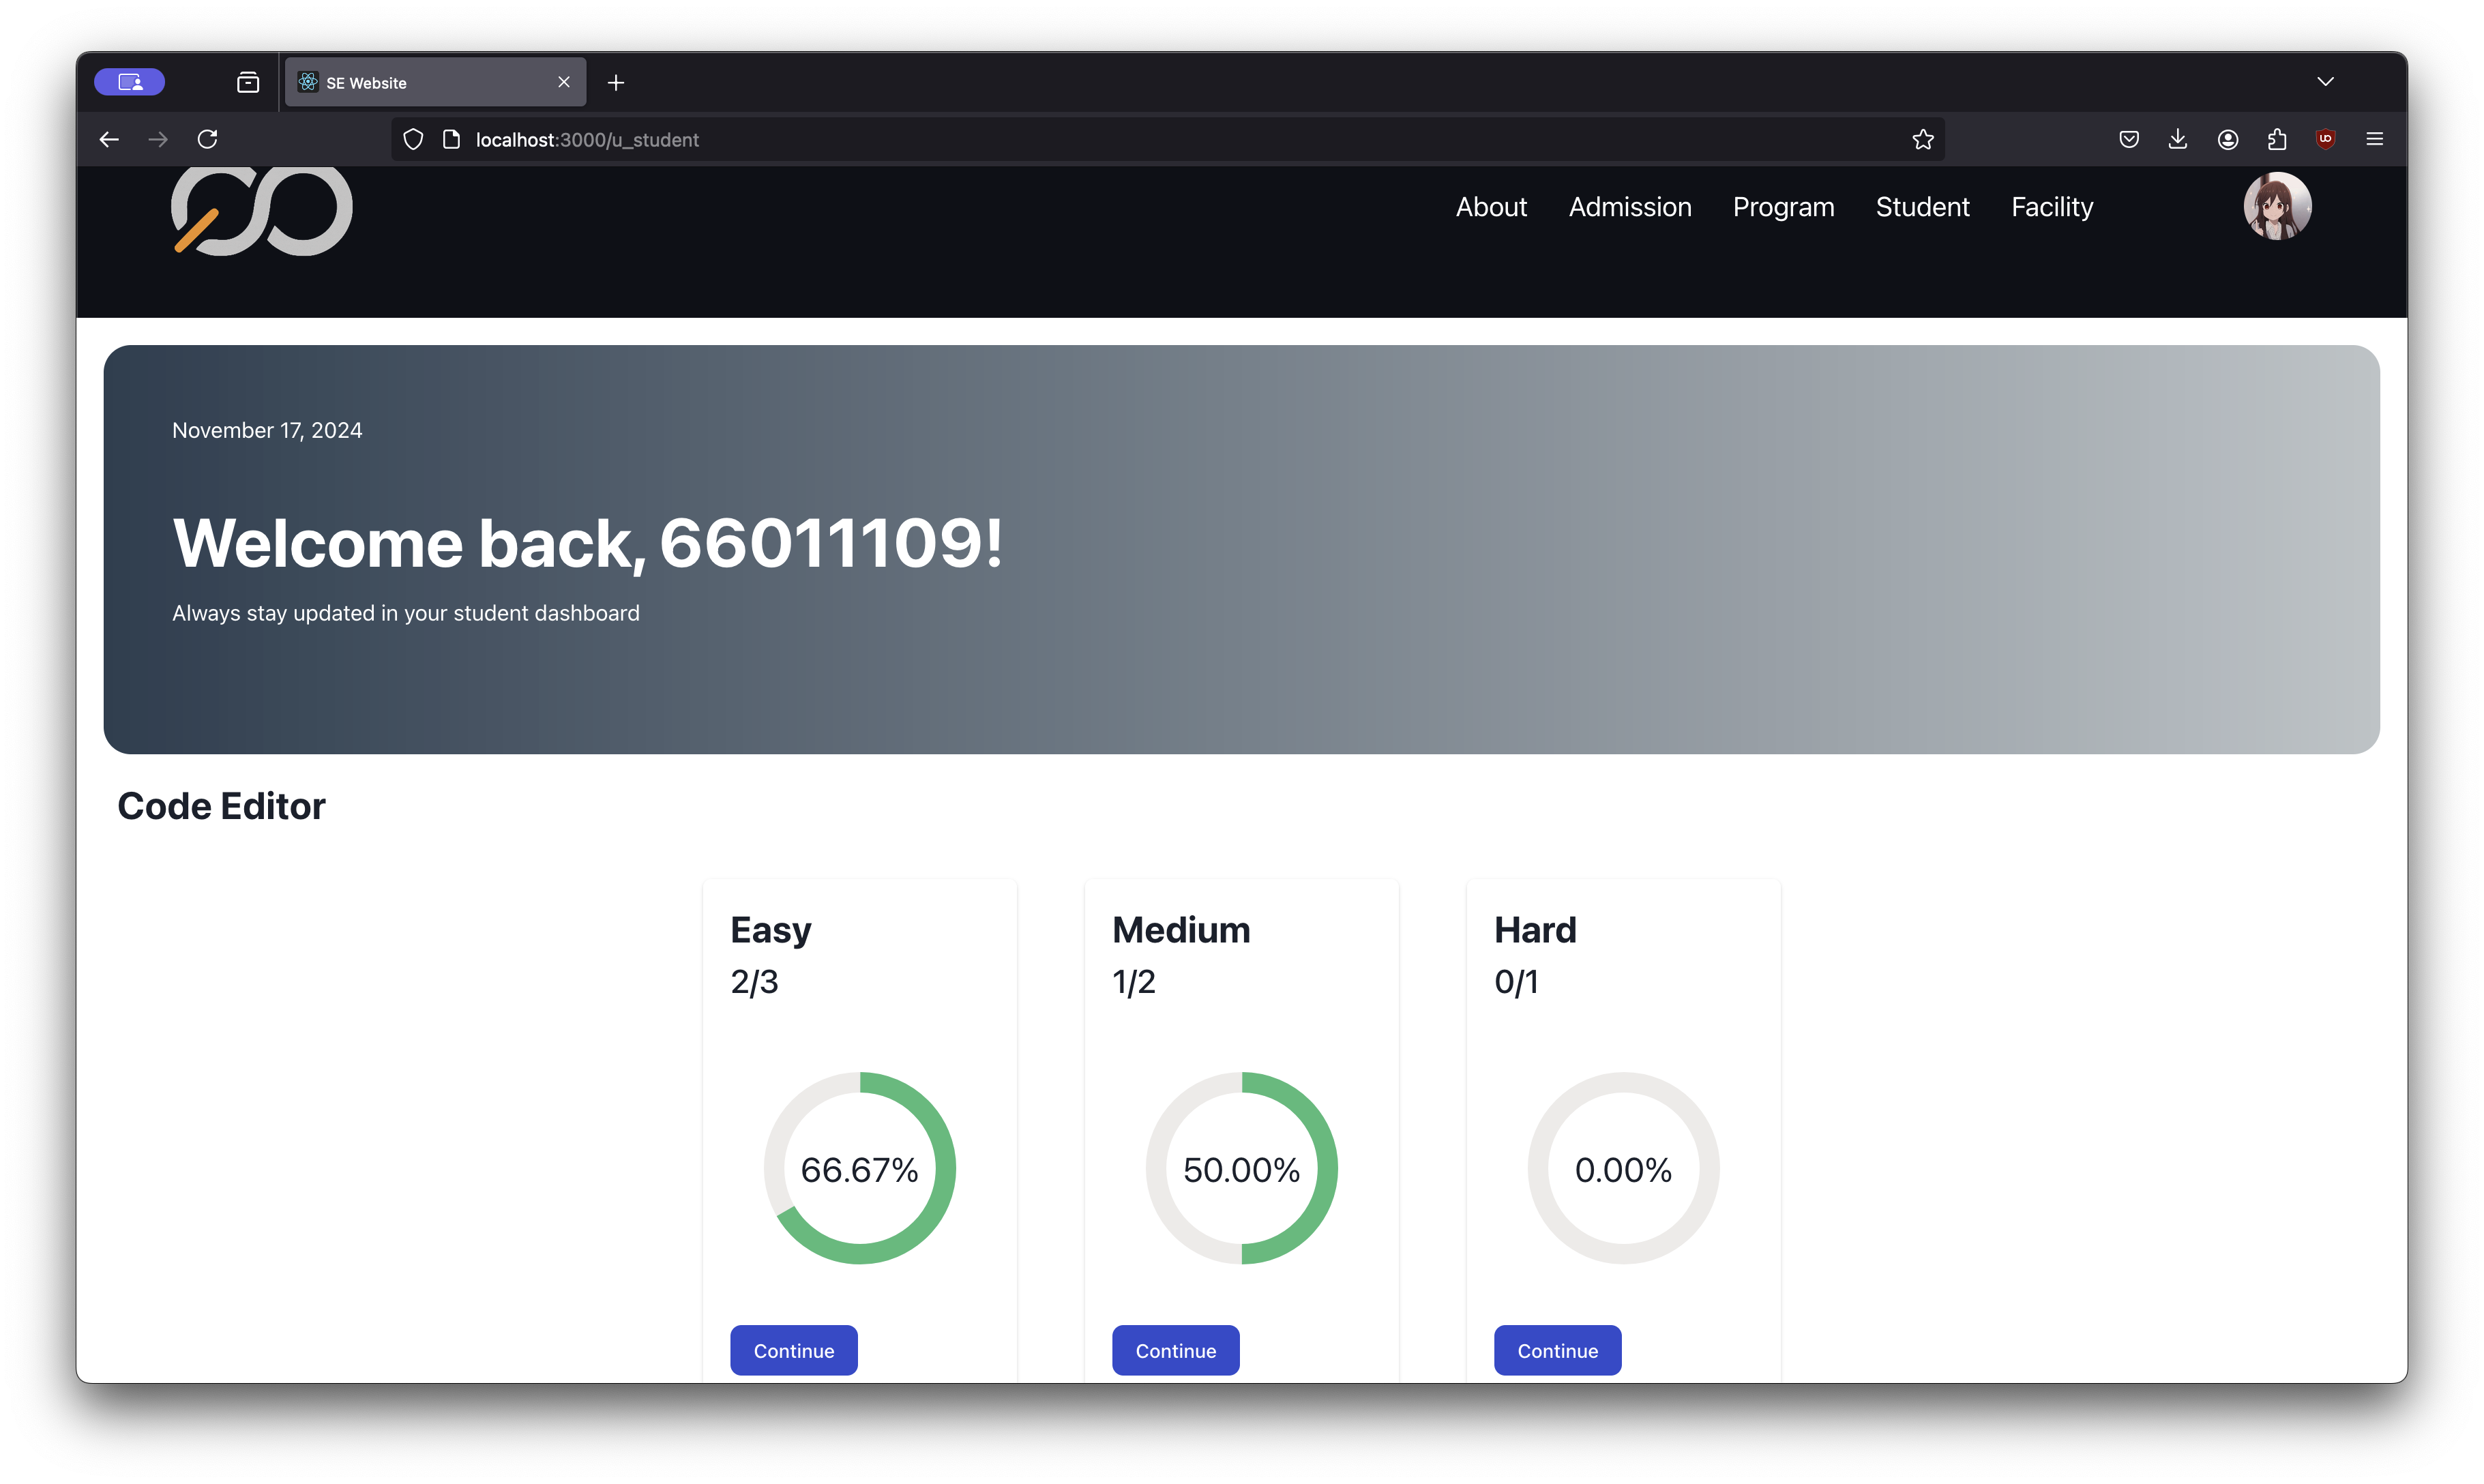 SE Website
localhost:3000/u_student
About Admission Program Student Facility
November 17, 2024
Welcome back, 66011109!
Always stay updated in your student dashboard
Code Editor
Easy
2/3
66.67%
Continue
Medium
1/2
50.00%
Continue
Hard
0/1
0.00%
Continue